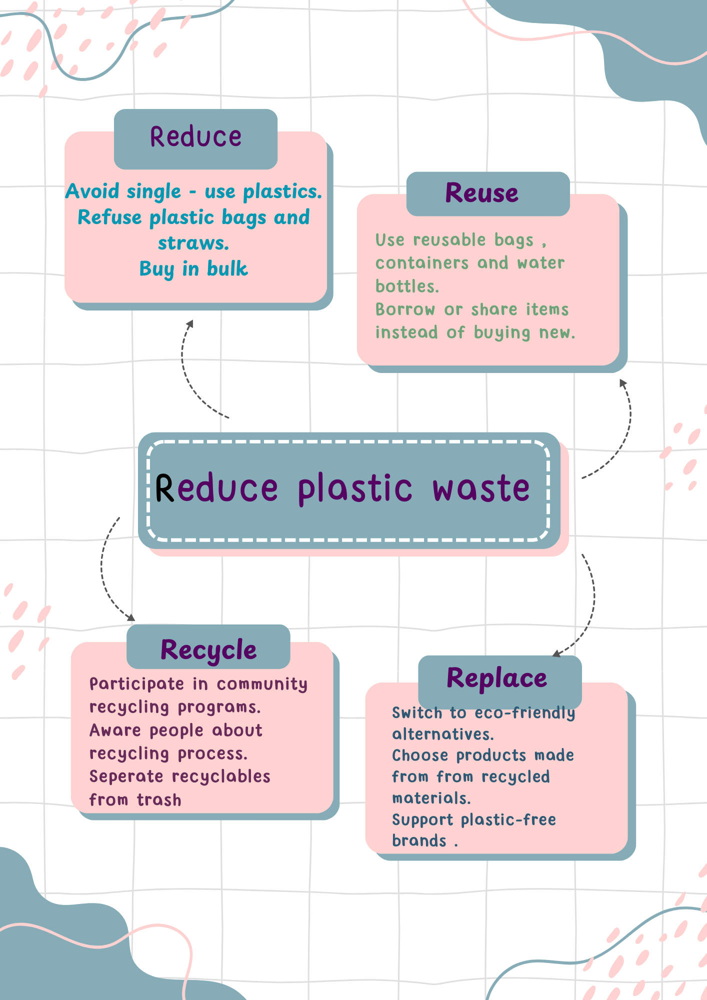 Reduce
Avoid single - use plastics.
Refuse plastic bags and
straws.
Buy in bulk
Reuse
Use reusable bags ,
containers and water
bottles.
Borrow or share items
instead of buying new.
Reduce plastic waste
Recycle
Participate in community
recycling programs.
Aware people about
recycling process.
Seperate recyclables
from trash
Replace
Switch to eco-friendly
alternatives.
Choose products made
from from recycled
materials.
Support plastic-free
brands .